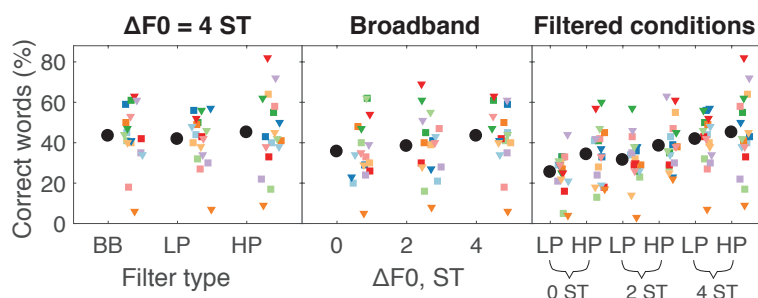 ΔF0 = 4 ST
Broadband
Filtered conditions
Correct words (%)
80
60
40
20
0
BB LP HP
Filter type
0 2 4
ΔF0, ST
LP HP LP HP LP HP
0 ST 2 ST 4 ST